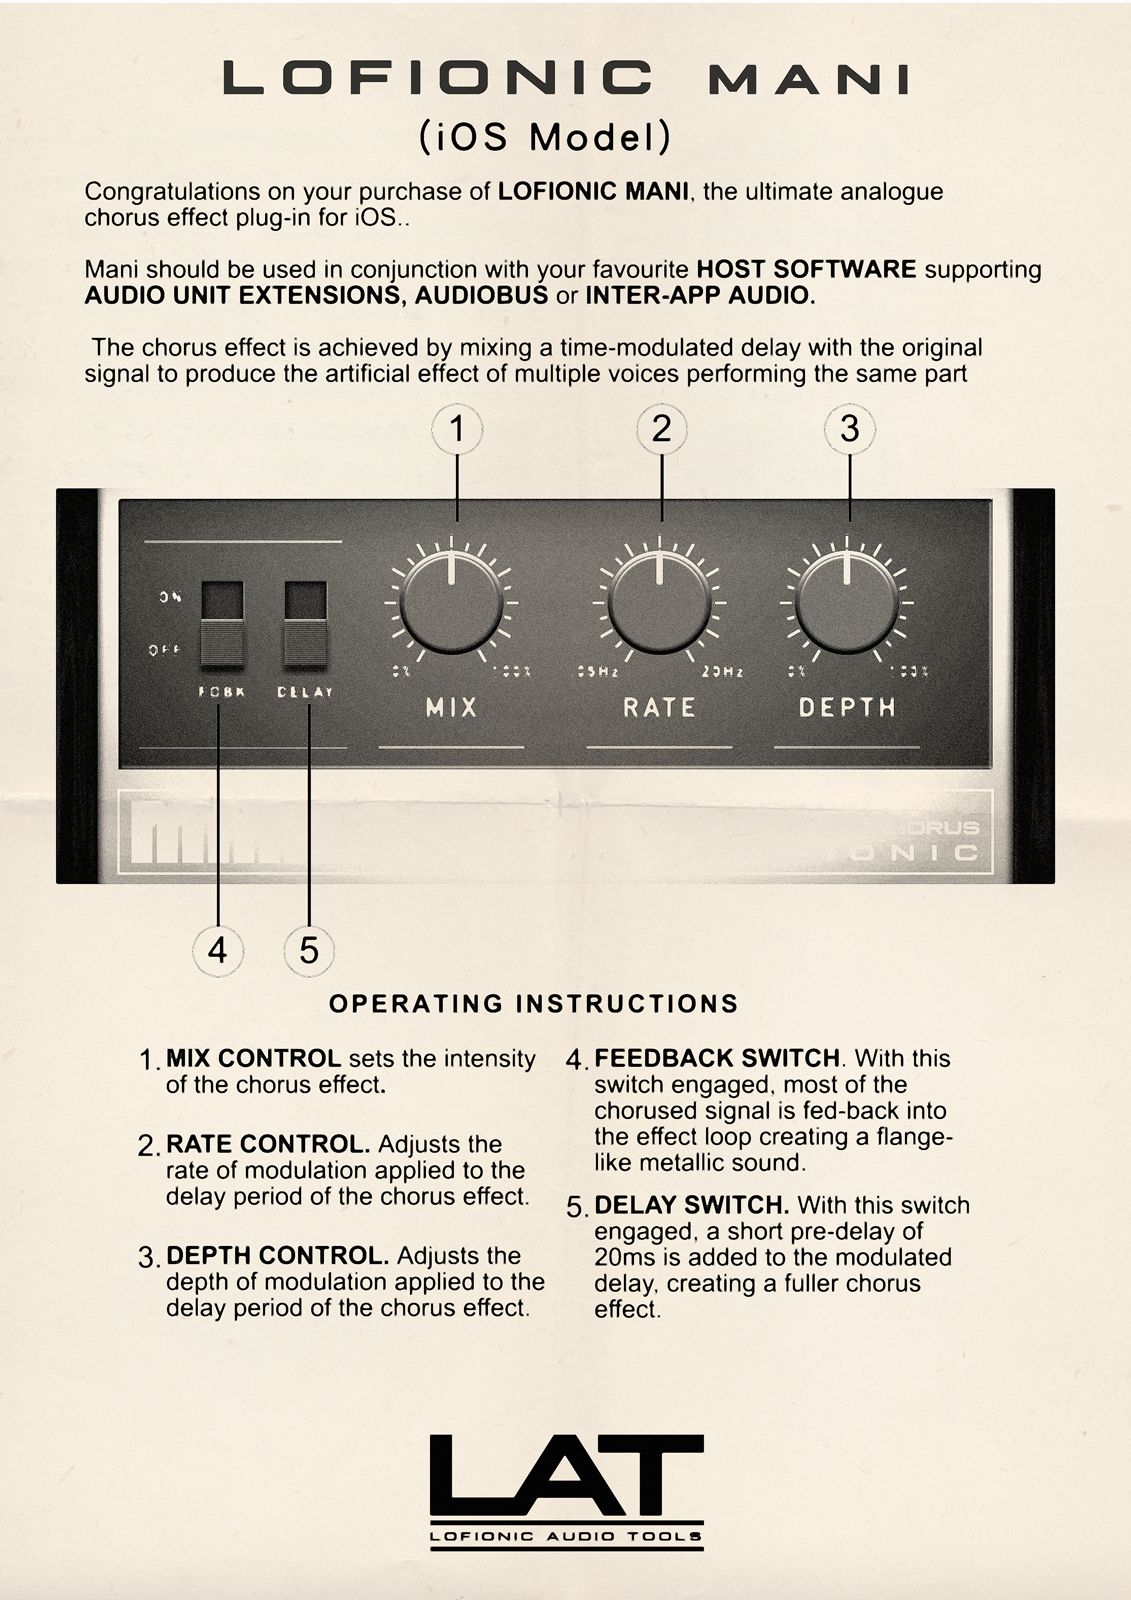 LOFIONIC MANI
(iOS Model)
Congratulations on your purchase of LOFIONIC MANI, the ultimate analogue
chorus effect plug-in for iOS..
Mani should be used in conjunction with your favourite HOST SOFTWARE supporting
AUDIO UNIT EXTENSIONS, AUDIOBUS or INTER-APP AUDIO.
The chorus effect is achieved by mixing a time-modulated delay with the original
signal to produce the artificial effect of multiple voices performing the same part
1 2 3
ON
OFF
0% 100% .05Hz 20Hz 0% 100%
FDBK DELAY
MIX RATE DEPTH
ORUS
ONIC
4 5
OPERATING INSTRUCTIONS
1. MIX CONTROL sets the intensity
of the chorus effect.
2. RATE CONTROL. Adjusts the
rate of modulation applied to the
delay period of the chorus effect.
3. DEPTH CONTROL. Adjusts the
depth of modulation applied to the
delay period of the chorus effect.
4. FEEDBACK SWITCH. With this
switch engaged, most of the
chorused signal is fed-back into
the effect loop creating a flange-
like metallic sound.
5. DELAY SWITCH. With this switch
engaged, a short pre-delay of
20ms is added to the modulated
delay, creating a fuller chorus
effect.
LAT
LOFIONIC AUDIO TOOLS